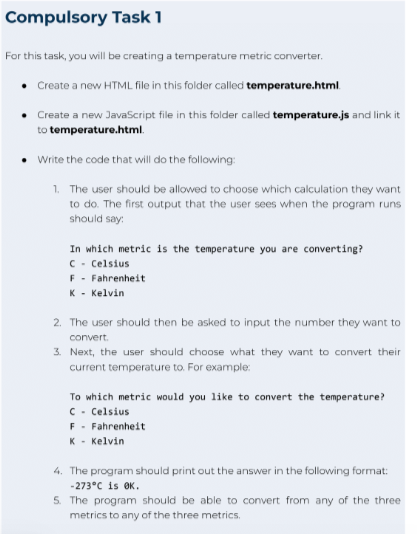 Compulsory Task 1
For this task, you will be creating a temperature metric converter.
• Create a new HTML file in this folder called temperature.html.
• Create a new JavaScript file in this folder called temperature.js and link it
to temperature.html.
• Write the code that will do the following:
1. The user should be allowed to choose which calculation they want
to do. The first output that the user sees when the program runs
should say:
In which metric is the temperature you are converting?
C - Celsius
F - Fahrenheit
K - Kelvin
2. The user should then be asked to input the number they want to
convert.
3. Next, the user should choose what they want to convert their
current temperature to. For example:
To which metric would you like to convert the temperature?
C - Celsius
F - Fahrenheit
K - Kelvin
4. The program should print out the answer in the following format:
-273°C is 0K.
5. The program should be able to convert from any of the three
metrics to any of the three metrics.